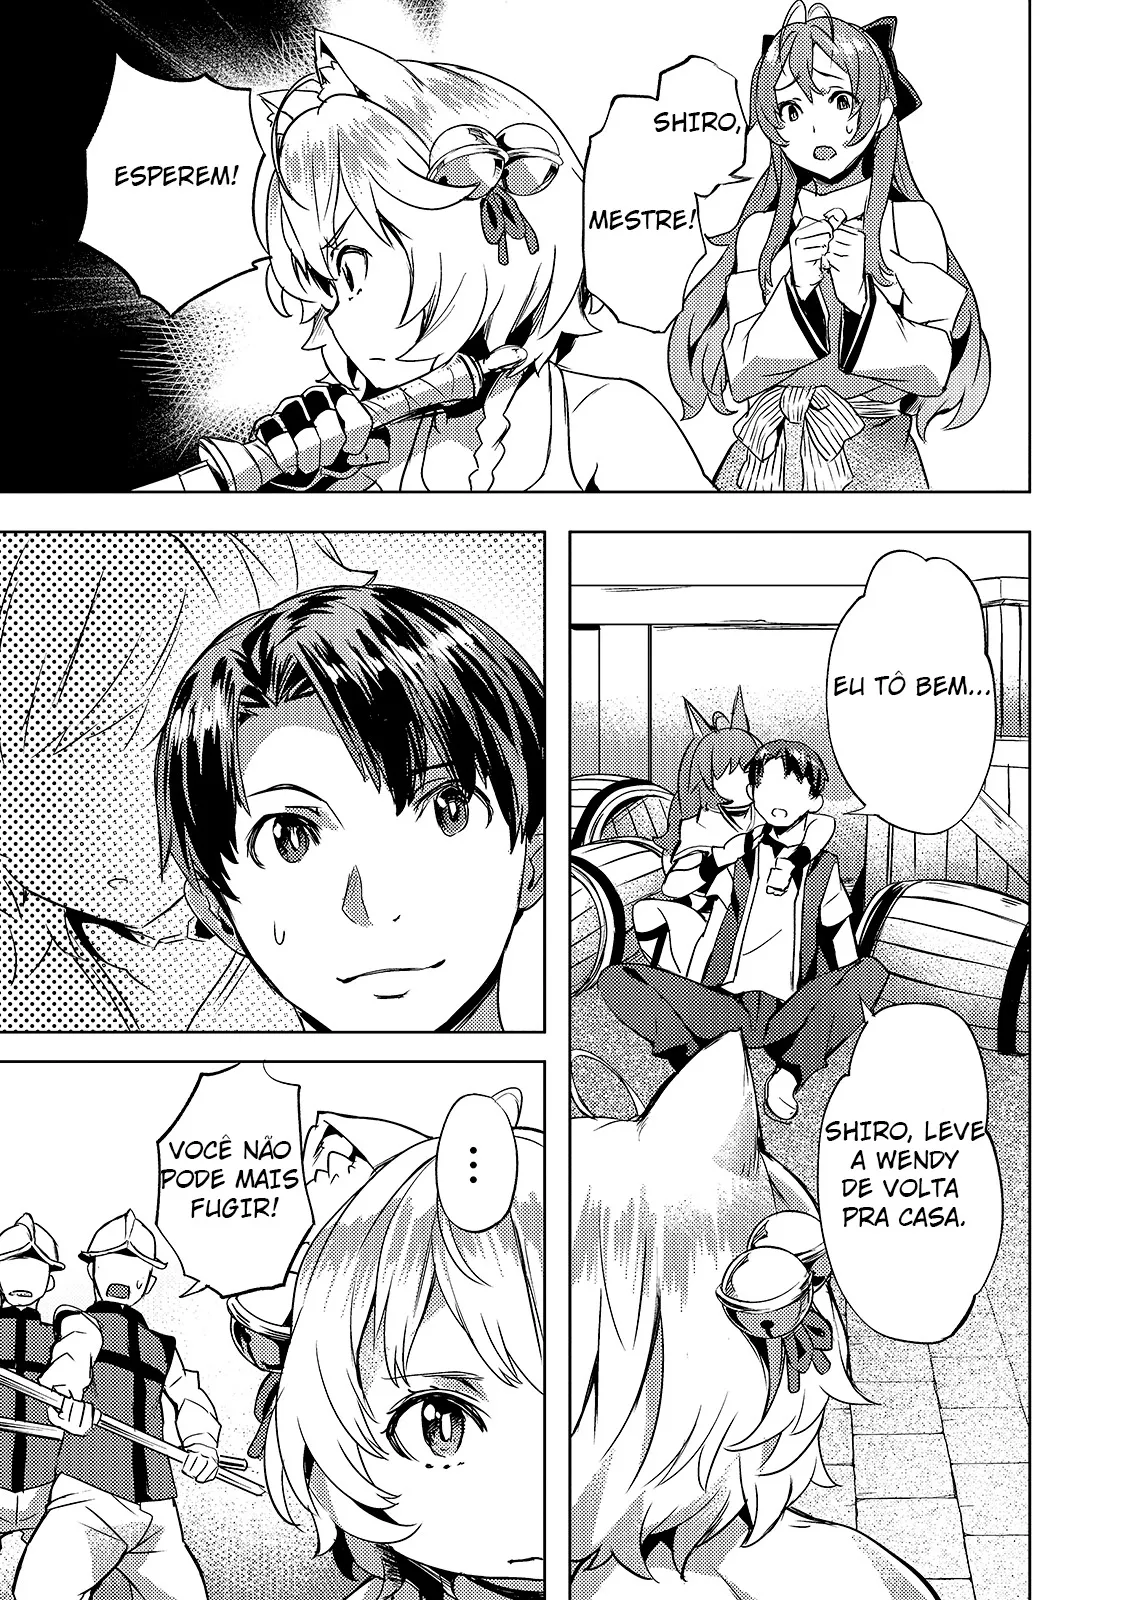 SHIRO,
MESTRE!
ESPEREM!
EU TÔ BEM...
SHIRO, LEVE
A WENDY
DE VOLTA
PRA CASA.
...
VOCÊ NÃO
PODE MAIS
FUGIR!